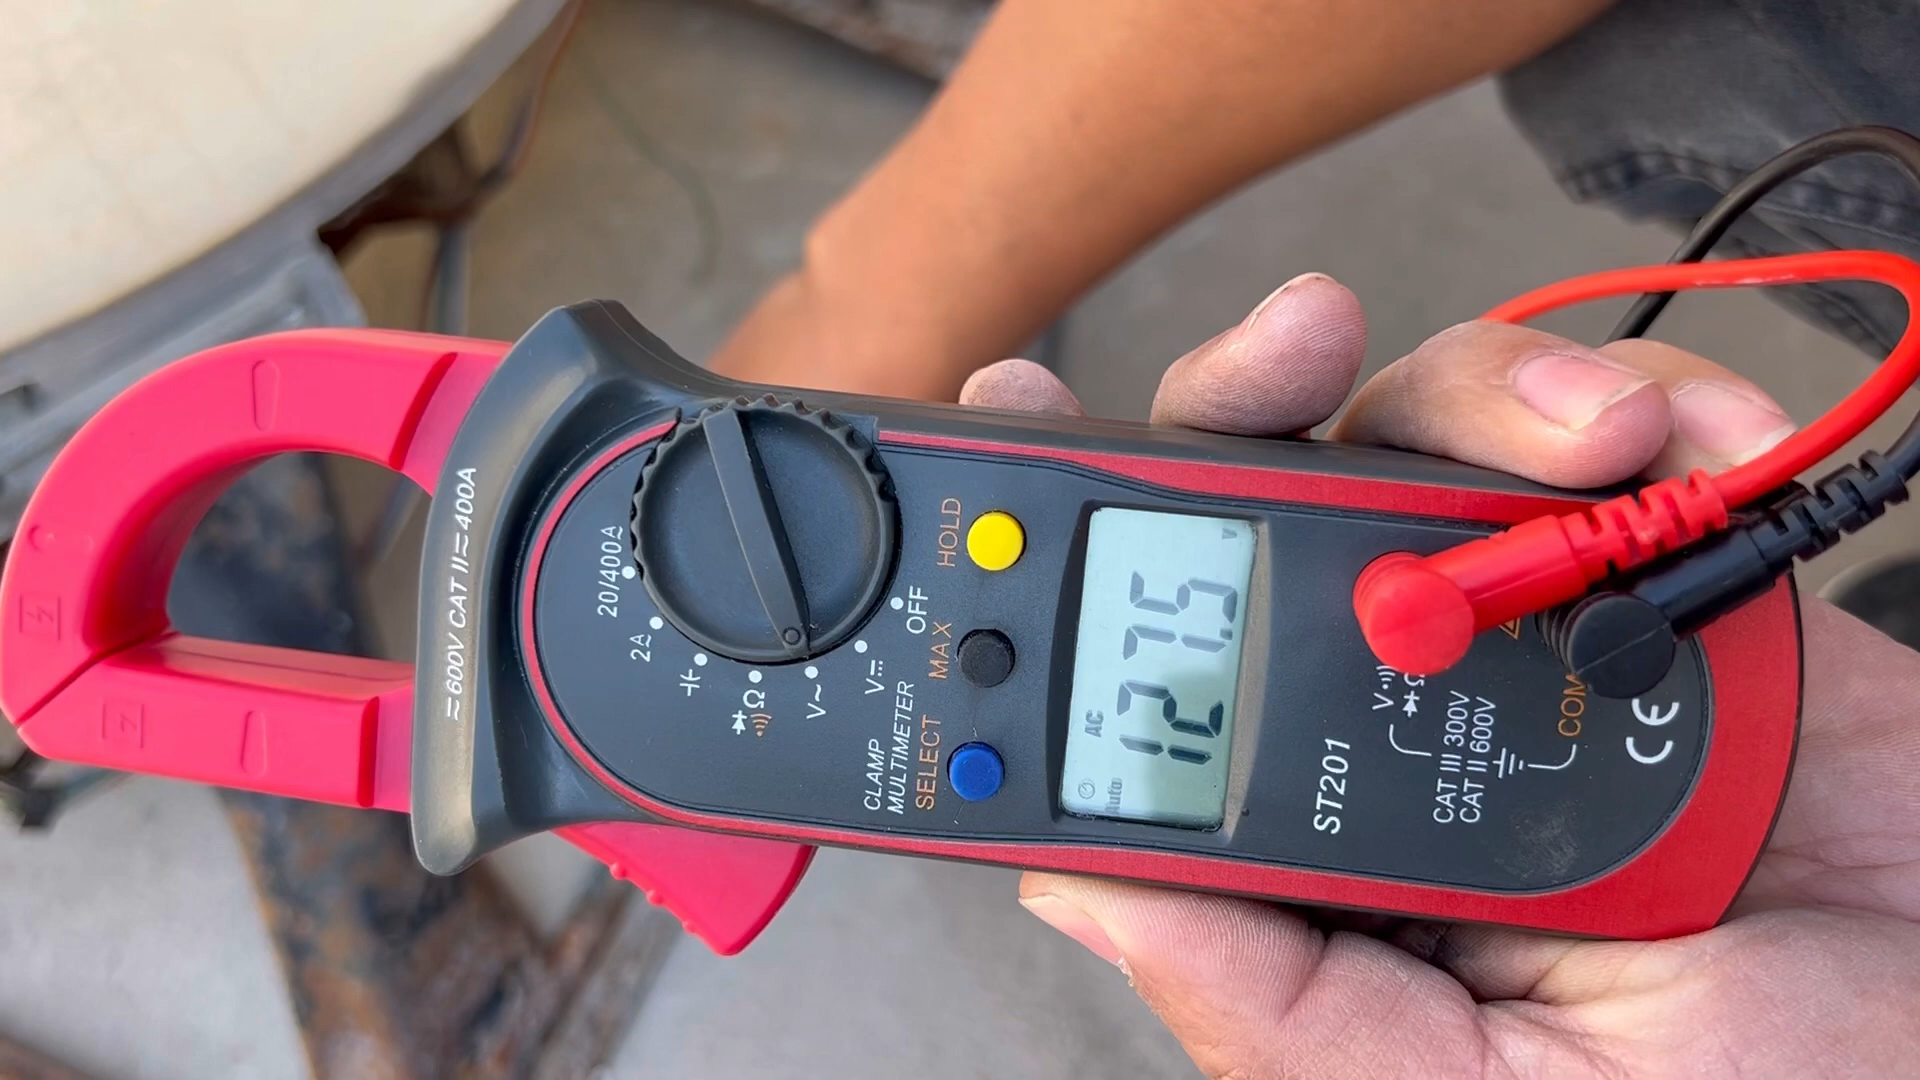 ≂600V CAT II≂400A
20/400A
2A
Ω
V~
V⎓
OFF
HOLD
MAX
SELECT
CLAMP
MULTIMETER
AC
Auto
127.5
V
ST201
V
CAT III 300V
CAT II 600V
COM
CE